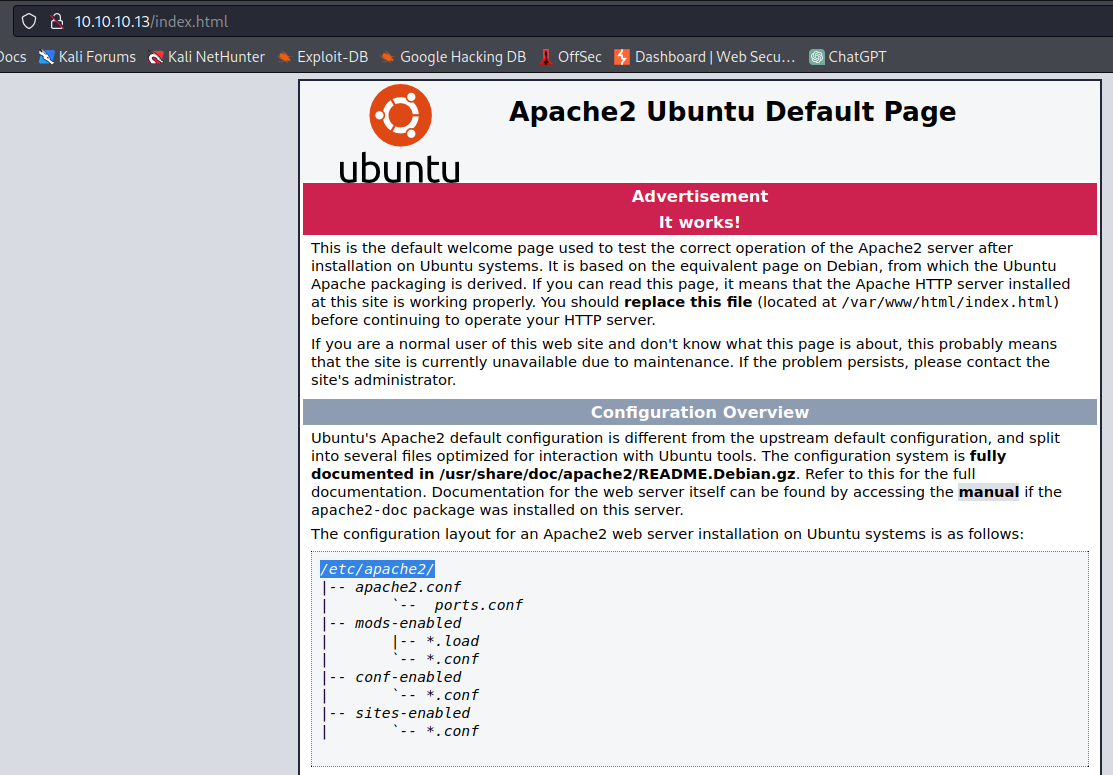 10.10.10.13/index.html
Docs Kali Forums Kali NetHunter Exploit-DB Google Hacking DB OffSec Dashboard | Web Secu... ChatGPT
ubuntu
Apache2 Ubuntu Default Page
Advertisement
It works!
This is the default welcome page used to test the correct operation of the Apache2 server after
installation on Ubuntu systems. It is based on the equivalent page on Debian, from which the Ubuntu
Apache packaging is derived. If you can read this page, it means that the Apache HTTP server installed
at this site is working properly. You should replace this file (located at /var/www/html/index.html)
before continuing to operate your HTTP server.
If you are a normal user of this web site and don't know what this page is about, this probably means
that the site is currently unavailable due to maintenance. If the problem persists, please contact the
site's administrator.
Configuration Overview
Ubuntu's Apache2 default configuration is different from the upstream default configuration, and split
into several files optimized for interaction with Ubuntu tools. The configuration system is fully
documented in /usr/share/doc/apache2/README.Debian.gz. Refer to this for the full
documentation. Documentation for the web server itself can be found by accessing the manual if the
apache2-doc package was installed on this server.
The configuration layout for an Apache2 web server installation on Ubuntu systems is as follows:
/etc/apache2/
|-- apache2.conf
|       `--  ports.conf
|-- mods-enabled
|       |-- *.load
|       `-- *.conf
|-- conf-enabled
|       `-- *.conf
|-- sites-enabled
|       `-- *.conf